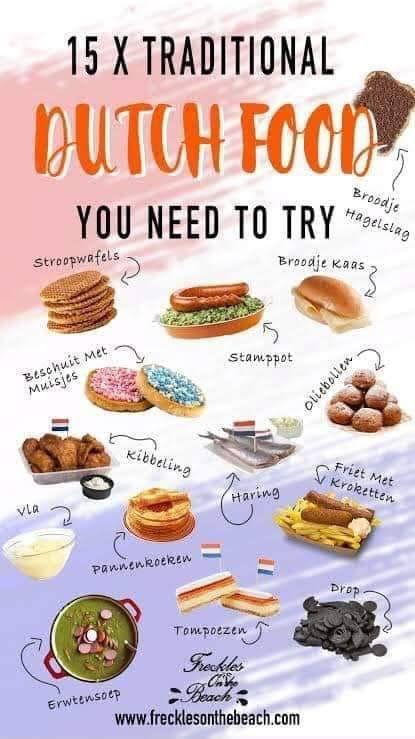 15 X TRADITIONAL
DUTCH FOOD
YOU NEED TO TRY
Broodje
Hagelslag
Stroopwafels
Broodje Kaas
Stamppot
Beschuit Met
Muisjes
Oliebollen
Kibbeling
Haring
Friet Met
Kroketten
Vla
Pannenkoeken
Tompoezen
Drop
Erwtensoep
Freckles
On the
Beach
www.frecklesonthebeach.com